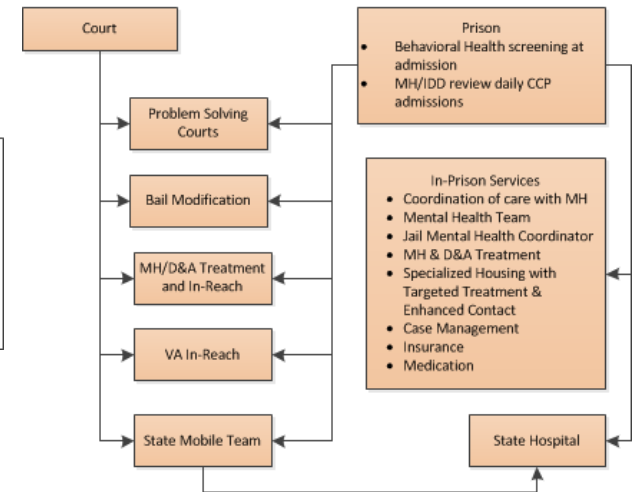 Court
Prison
• Behavioral Health screening at
admission
• MH/IDD review daily CCP
admissions
Problem Solving
Courts
Bail Modification
MH/D&A Treatment
and In-Reach
VA In-Reach
State Mobile Team
In-Prison Services
• Coordination of care with MH
• Mental Health Team
• Jail Mental Health Coordinator
• MH & D&A Treatment
• Specialized Housing with
Targeted Treatment &
Enhanced Contact
• Case Management
• Insurance
• Medication
State Hospital